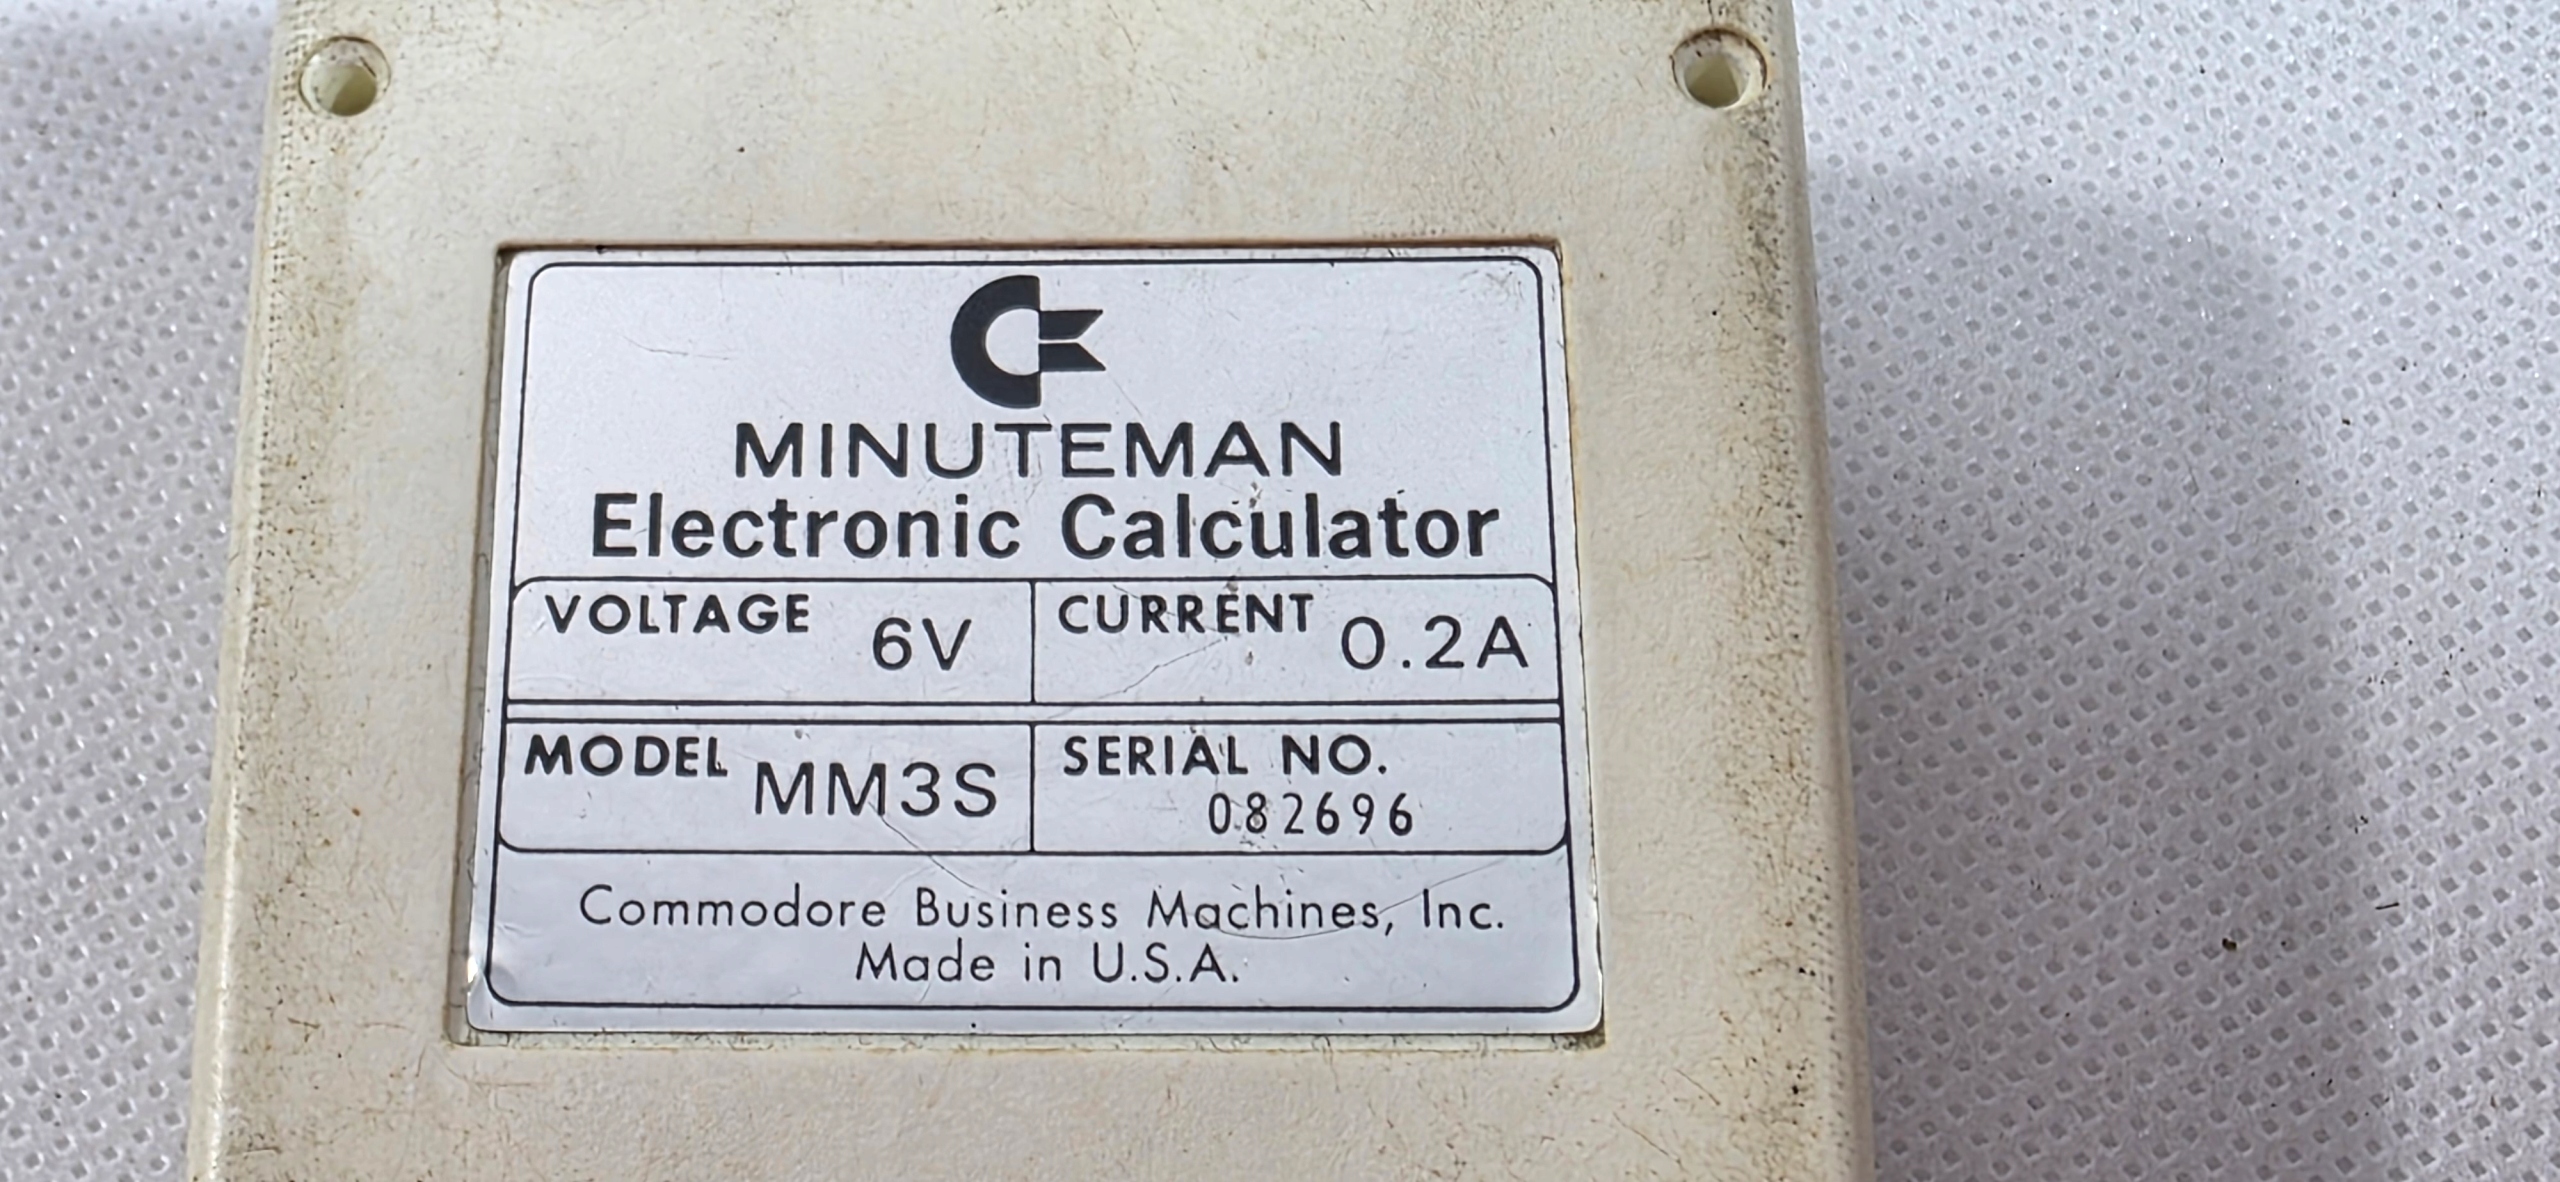 MINUTEMAN
Electronic Calculator
VOLTAGE 6V
CURRENT 0.2A
MODEL MM3S
SERIAL NO.
082696
Commodore Business Machines, Inc.
Made in U.S.A.